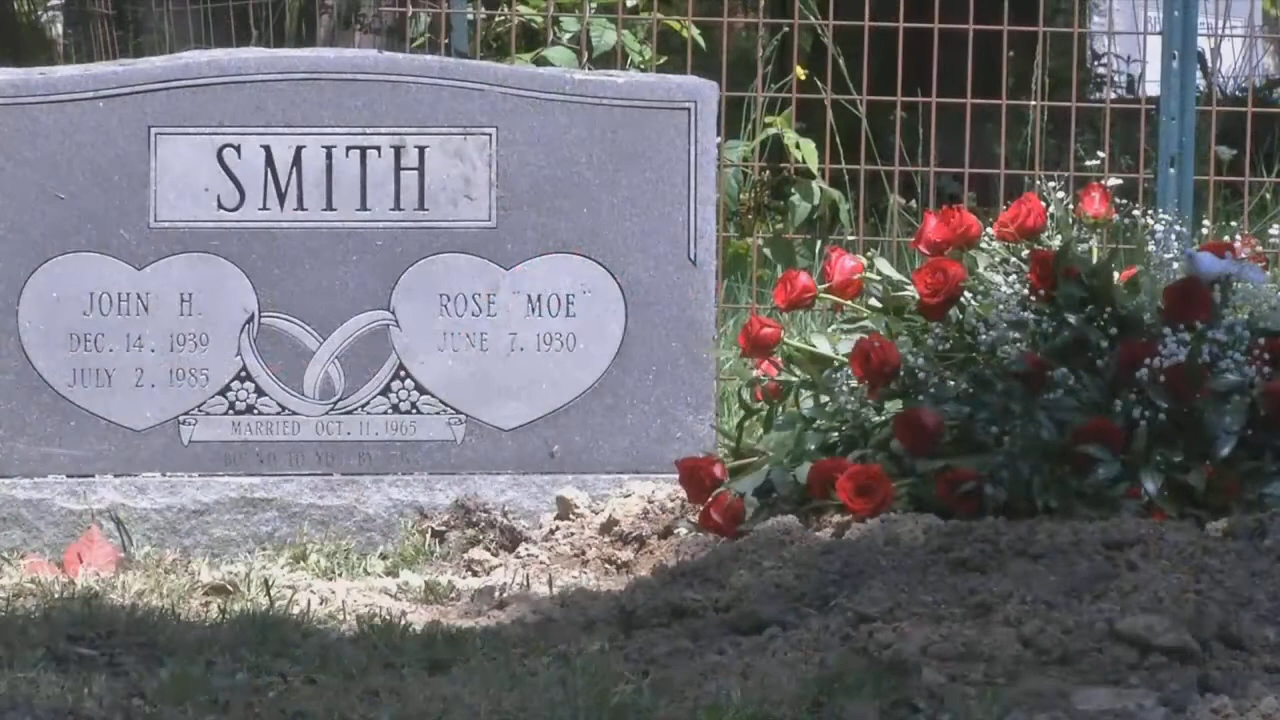 SMITH
JOHN H.
DEC. 14. 1939
JULY 2. 1985
ROSE "MOE"
JUNE 7. 1930
MARRIED OCT. 11. 1965